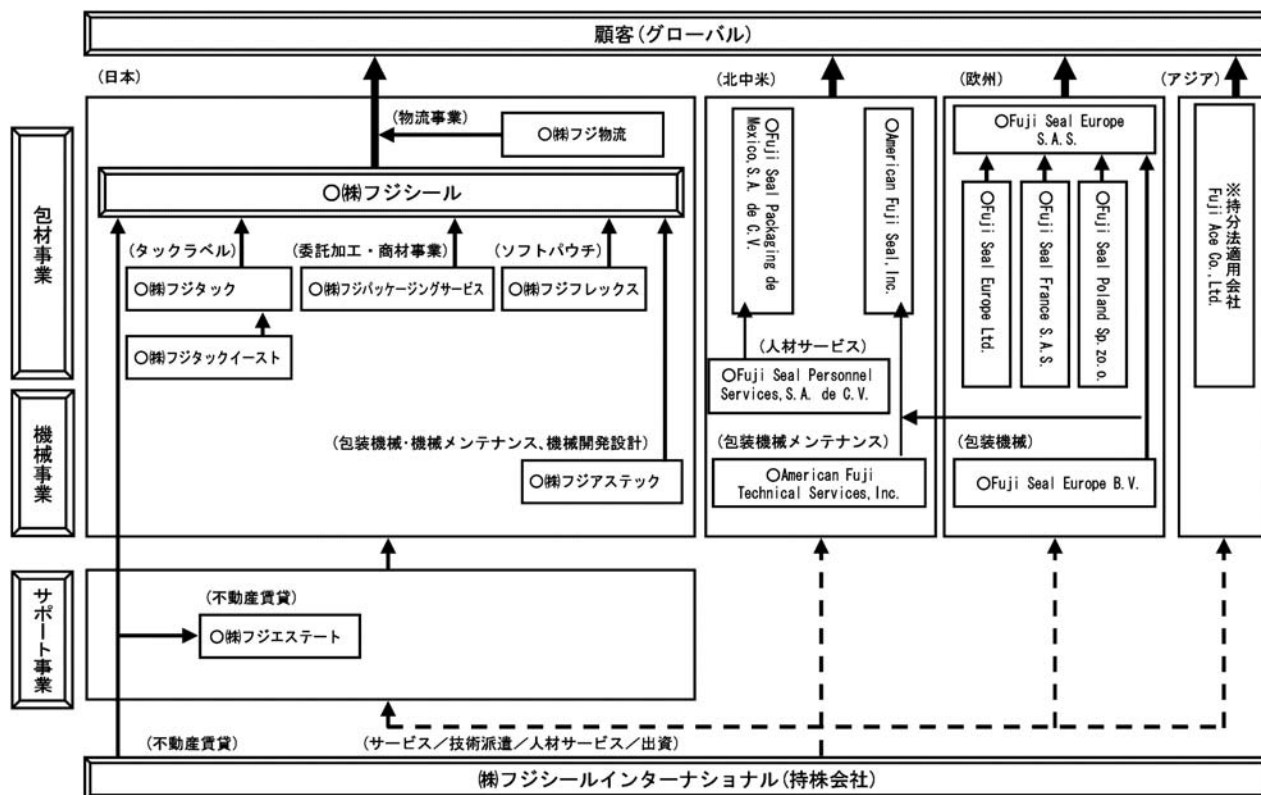 顧客(グローバル)
(日本)
(北中米)
(欧州)
(アジア)
包材事業
機械事業
サポート事業
(物流事業)
○㈱フジ物流
○㈱フジシール
(タックラベル)
○㈱フジタック
(委託加工・商材事業)
○㈱フジパッケージングサービス
(ソフトパウチ)
○㈱フジフレックス
○㈱フジタックイースト
(包装機械・機械メンテナンス、機械開発設計)
○㈱フジアステック
○Fuji Seal Packaging de
Mexico, S.A. de C.V.
○American Fuji Seal, Inc.
(人材サービス)
○Fuji Seal Personnel
Services, S.A. de C.V.
(包装機械メンテナンス)
○American Fuji
Technical Services, Inc.
○Fuji Seal Europe
S.A.S.
○Fuji Seal Europe Ltd.
○Fuji Seal France S.A.S.
○Fuji Seal Poland Sp. zo. o.
(包装機械)
○Fuji Seal Europe B.V.
※持分法適用会社
Fuji Ace Co., Ltd.
(不動産賃貸)
○㈱フジエステート
(不動産賃貸)
(サービス／技術派遣／人材サービス／出資)
㈱フジシールインターナショナル(持株会社)